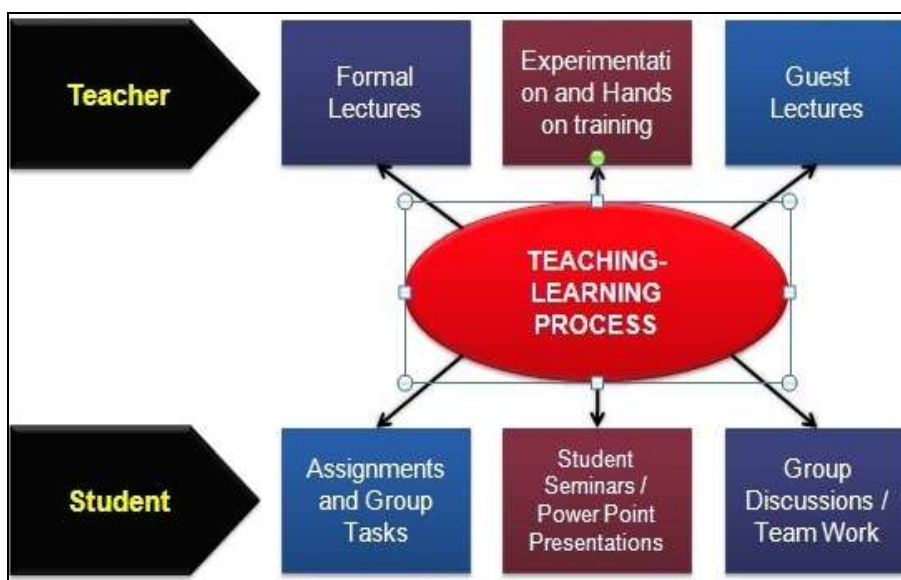 Teacher
Formal
Lectures
Experimentati
on and Hands
on training
Guest
Lectures
TEACHING-
LEARNING
PROCESS
Student
Assignments
and Group
Tasks
Student
Seminars /
Power Point
Presentations
Group
Discussions /
Team Work